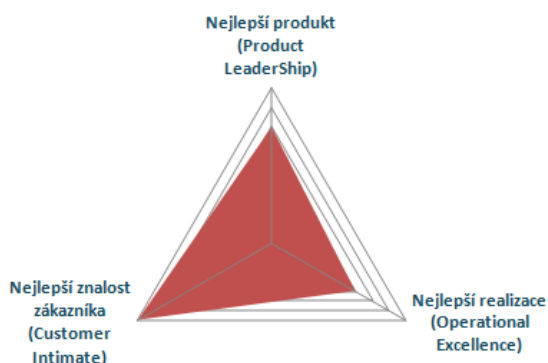 Nejlepší produkt
(Product
LeaderShip)
Nejlepší znalost
zákazníka
(Customer
Intimate)
Nejlepší realizace
(Operational
Excellence)